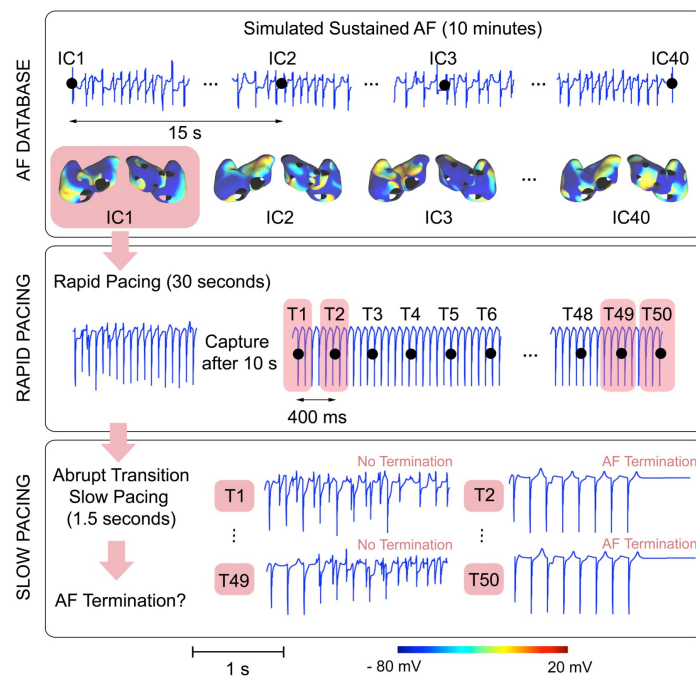 AF DATABASE
Simulated Sustained AF (10 minutes)
IC1
IC2
IC3
IC40
...
...
...
15 s
...
IC1
IC2
IC3
IC40
RAPID PACING
Rapid Pacing (30 seconds)
T1
T2
T3
T4
T5
T6
T48
T49
T50
Capture
after 10 s
...
400 ms
SLOW PACING
Abrupt Transition
Slow Pacing
(1.5 seconds)
AF Termination?
No Termination
T1
AF Termination
T2
...
...
No Termination
T49
AF Termination
T50
1 s
- 80 mV
20 mV